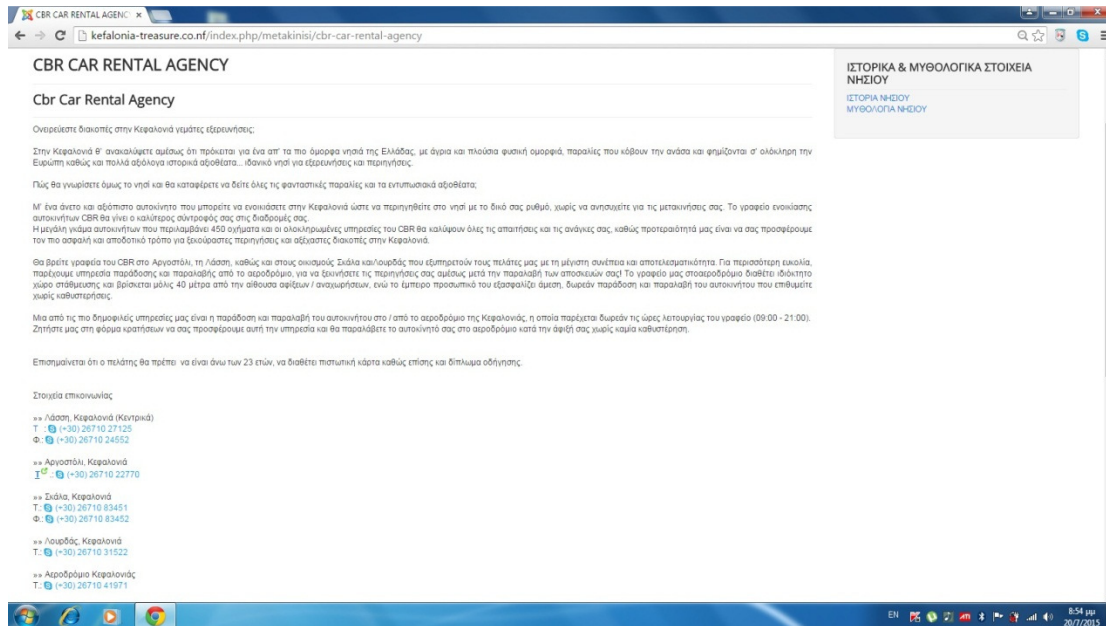 CBR CAR RENTAL AGENC
kefalonia-treasure.co.nf/index.php/metakinisi/cbr-car-rental-agency
CBR CAR RENTAL AGENCY
Cbr Car Rental Agency
Ονειρεύεστε διακοπές στην Κεφαλονιά γεμάτες εξερευνήσεις;
Στην Κεφαλονιά θ' ανακαλύψετε αμέσως ότι πρόκειται για ένα απ' τα πιο όμορφα νησιά της Ελλάδας, με άγρια και πλούσια φυσική ομορφιά, παραλίες που κόβουν την ανάσα και φημίζονται σ' ολόκληρη την
Ευρώπη καθώς και πολλά αξιόλογα ιστορικά αξιοθέατα... ιδανικό νησί για εξερευνήσεις και περιηγήσεις.
Πώς θα γνωρίσετε όμως το νησί και θα καταφέρετε να δείτε όλες τις φανταστικές παραλίες και τα εντυπωσιακά αξιοθέατα;
Μ' ένα άνετο και αξιόπιστο αυτοκίνητο που μπορείτε να ενοικιάσετε στην Κεφαλονιά ώστε να περιηγηθείτε στο νησί με το δικό σας ρυθμό, χωρίς να ανησυχείτε για τις μετακινήσεις σας. Το γραφείο ενοικίασης
αυτοκινήτων CBR θα γίνει ο καλύτερος σύντροφός σας στις διαδρομές σας.
Η μεγάλη γκάμα αυτοκινήτων που περιλαμβάνει 450 οχήματα και οι ολοκληρωμένες υπηρεσίες του CBR θα καλύψουν όλες τις απαιτήσεις και τις ανάγκες σας, καθώς προτεραιότητά μας είναι να σας προσφέρουμε
τον πιο ασφαλή και αποδοτικό τρόπο για ξεκούραστες περιηγήσεις και αξέχαστες διακοπές στην Κεφαλονιά.
Θα βρείτε γραφεία του CBR στο Αργοστόλι, τη Λάσση, καθώς και στους οικισμούς Σκάλα καιΛουρδάς που εξυπηρετούν τους πελάτες μας με τη μέγιστη συνέπεια και αποτελεσματικότητα. Για περισσότερη ευκολία,
παρέχουμε υπηρεσία παράδοσης και παραλαβής από το αεροδρόμιο, για να ξεκινήσετε τις περιηγήσεις σας αμέσως μετά την παραλαβή των αποσκευών σας! Το γραφείο μας στοαεροδρόμιο διαθέτει ιδιόκτητο
χώρο στάθμευσης και βρίσκεται μόλις 40 μέτρα από την αίθουσα αφίξεων / αναχωρήσεων, ενώ το έμπειρο προσωπικό του εξασφαλίζει άμεση, δωρεάν παράδοση και παραλαβή του αυτοκινήτου που επιθυμείτε
χωρίς καθυστερήσεις.
Μια από τις πιο δημοφιλείς υπηρεσίες μας είναι η παράδοση και παραλαβή του αυτοκινήτου στο / από το αεροδρόμιο της Κεφαλονιάς, η οποία παρέχεται δωρεάν τις ώρες λειτουργίας του γραφείο (09:00 - 21:00).
Ζητήστε μας στη φόρμα κρατήσεων να σας προσφέρουμε αυτή την υπηρεσία και θα παραλάβετε το αυτοκίνητό σας στο αεροδρόμιο κατά την άφιξή σας χωρίς καμία καθυστέρηση.
Επισημαίνεται ότι ο πελάτης θα πρέπει να είναι άνω των 23 ετών, να διαθέτει πιστωτική κάρτα καθώς επίσης και δίπλωμα οδήγησης.
Στοιχεία επικοινωνίας
»» Λάσση, Κεφαλονιά (Κεντρικά)
Τ : (+30) 26710 27125
Φ.: (+30) 26710 24552
»» Αργοστόλι, Κεφαλονιά
Τ .: (+30) 26710 22770
»» Σκάλα, Κεφαλονιά
Τ.: (+30) 26710 83451
Φ.: (+30) 26710 83452
»» Λουρδάς, Κεφαλονιά
Τ.: (+30) 26710 31522
»» Αεροδρόμιο Κεφαλονιάς
Τ.: (+30) 26710 41971
ΙΣΤΟΡΙΚΑ & ΜΥΘΟΛΟΓΙΚΑ ΣΤΟΙΧΕΙΑ
ΝΗΣΙΟΥ
ΙΣΤΟΡΙΑ ΝΗΣΙΟΥ
ΜΥΘΟΛΟΓΙΑ ΝΗΣΙΟΥ
EN
8:54 μμ
20/7/2015